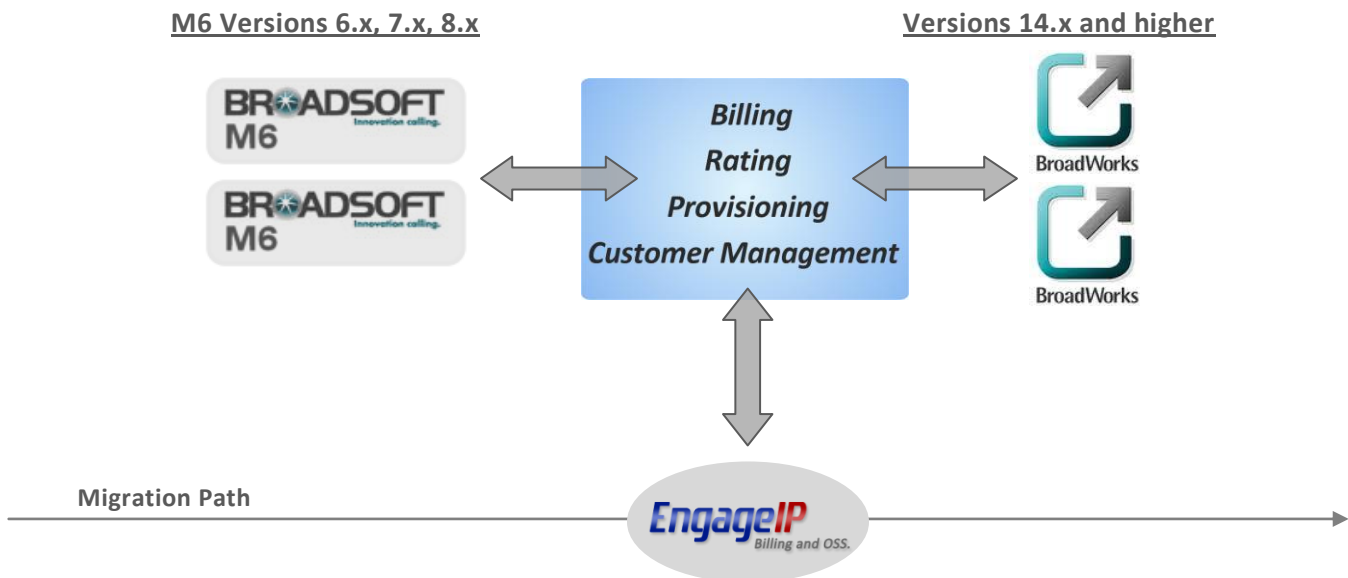 M6 Versions 6.x, 7.x, 8.x
Versions 14.x and higher
BROADSOFT
Innovation calling.
M6
BROADSOFT
Innovation calling.
M6
Billing
Rating
Provisioning
Customer Management
BroadWorks
BroadWorks
Migration Path
EngageIP
Billing and OSS.